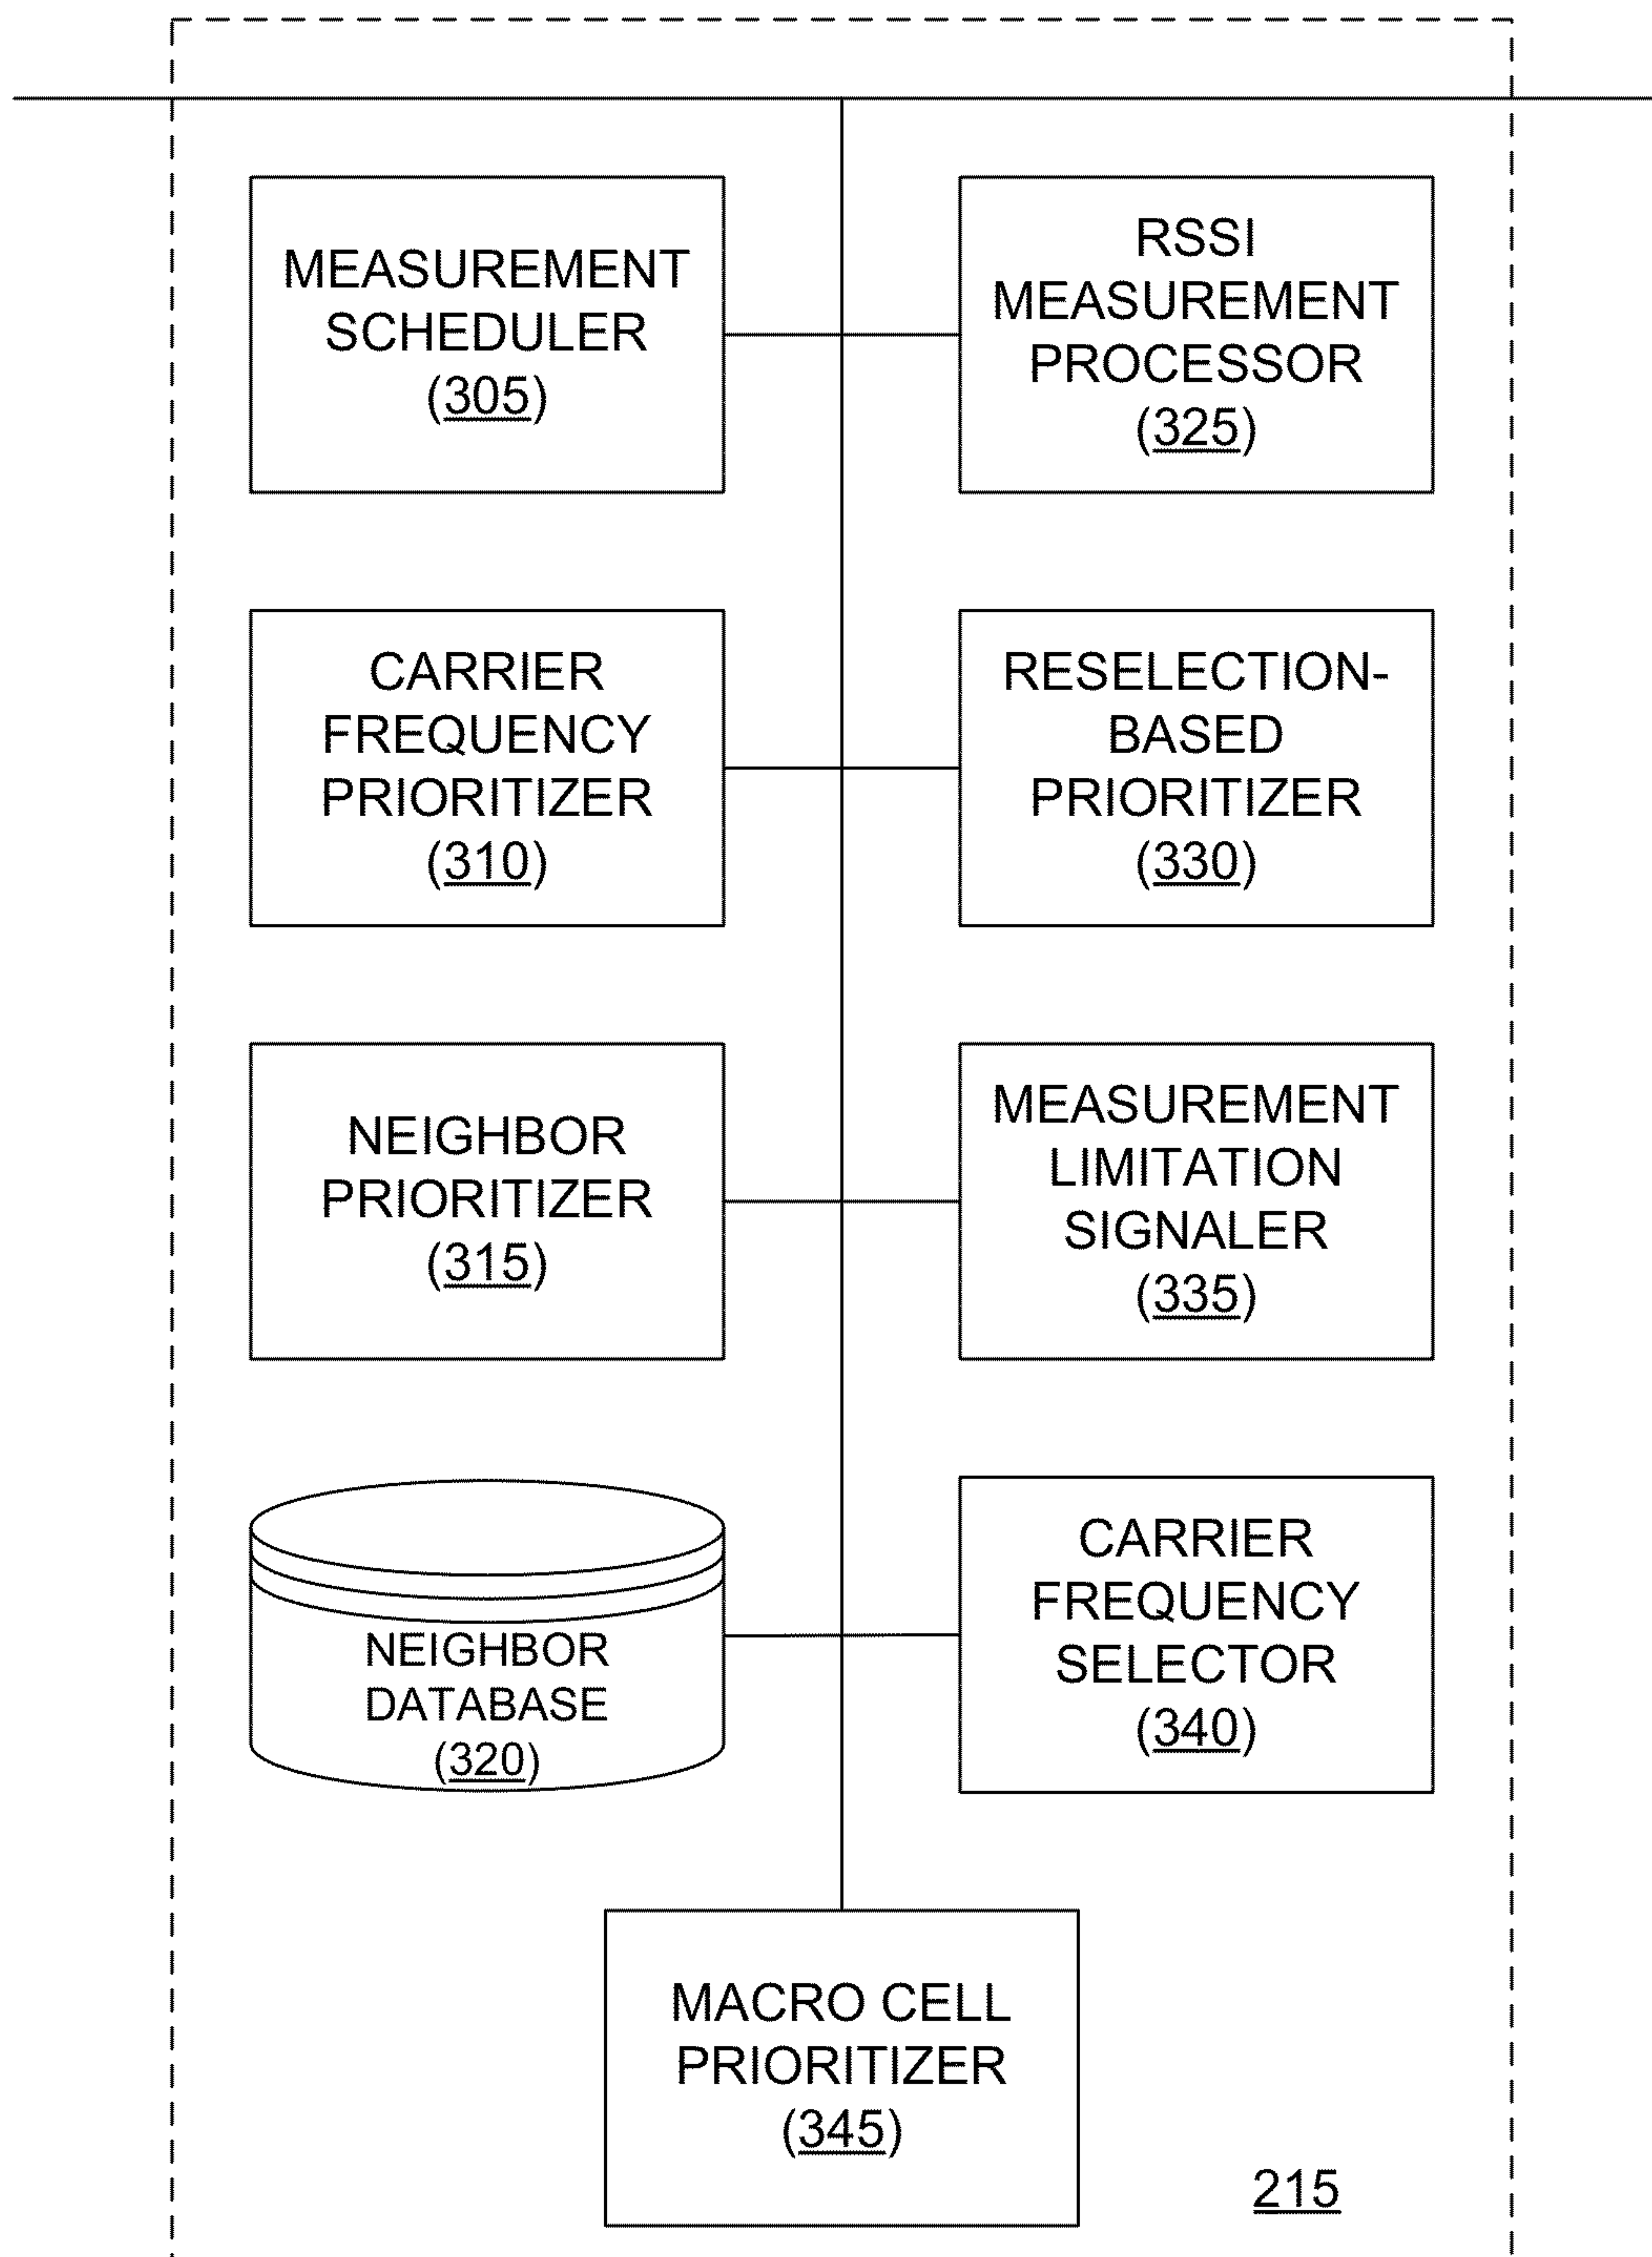 MEASUREMENT
SCHEDULER
(305)
RSSI
MEASUREMENT
PROCESSOR
(325)
CARRIER
FREQUENCY
PRIORITIZER
(310)
RESELECTION-
BASED
PRIORITIZER
(330)
NEIGHBOR
PRIORITIZER
(315)
MEASUREMENT
LIMITATION
SIGNALER
(335)
NEIGHBOR
DATABASE
(320)
CARRIER
FREQUENCY
SELECTOR
(340)
MACRO CELL
PRIORITIZER
(345)
215